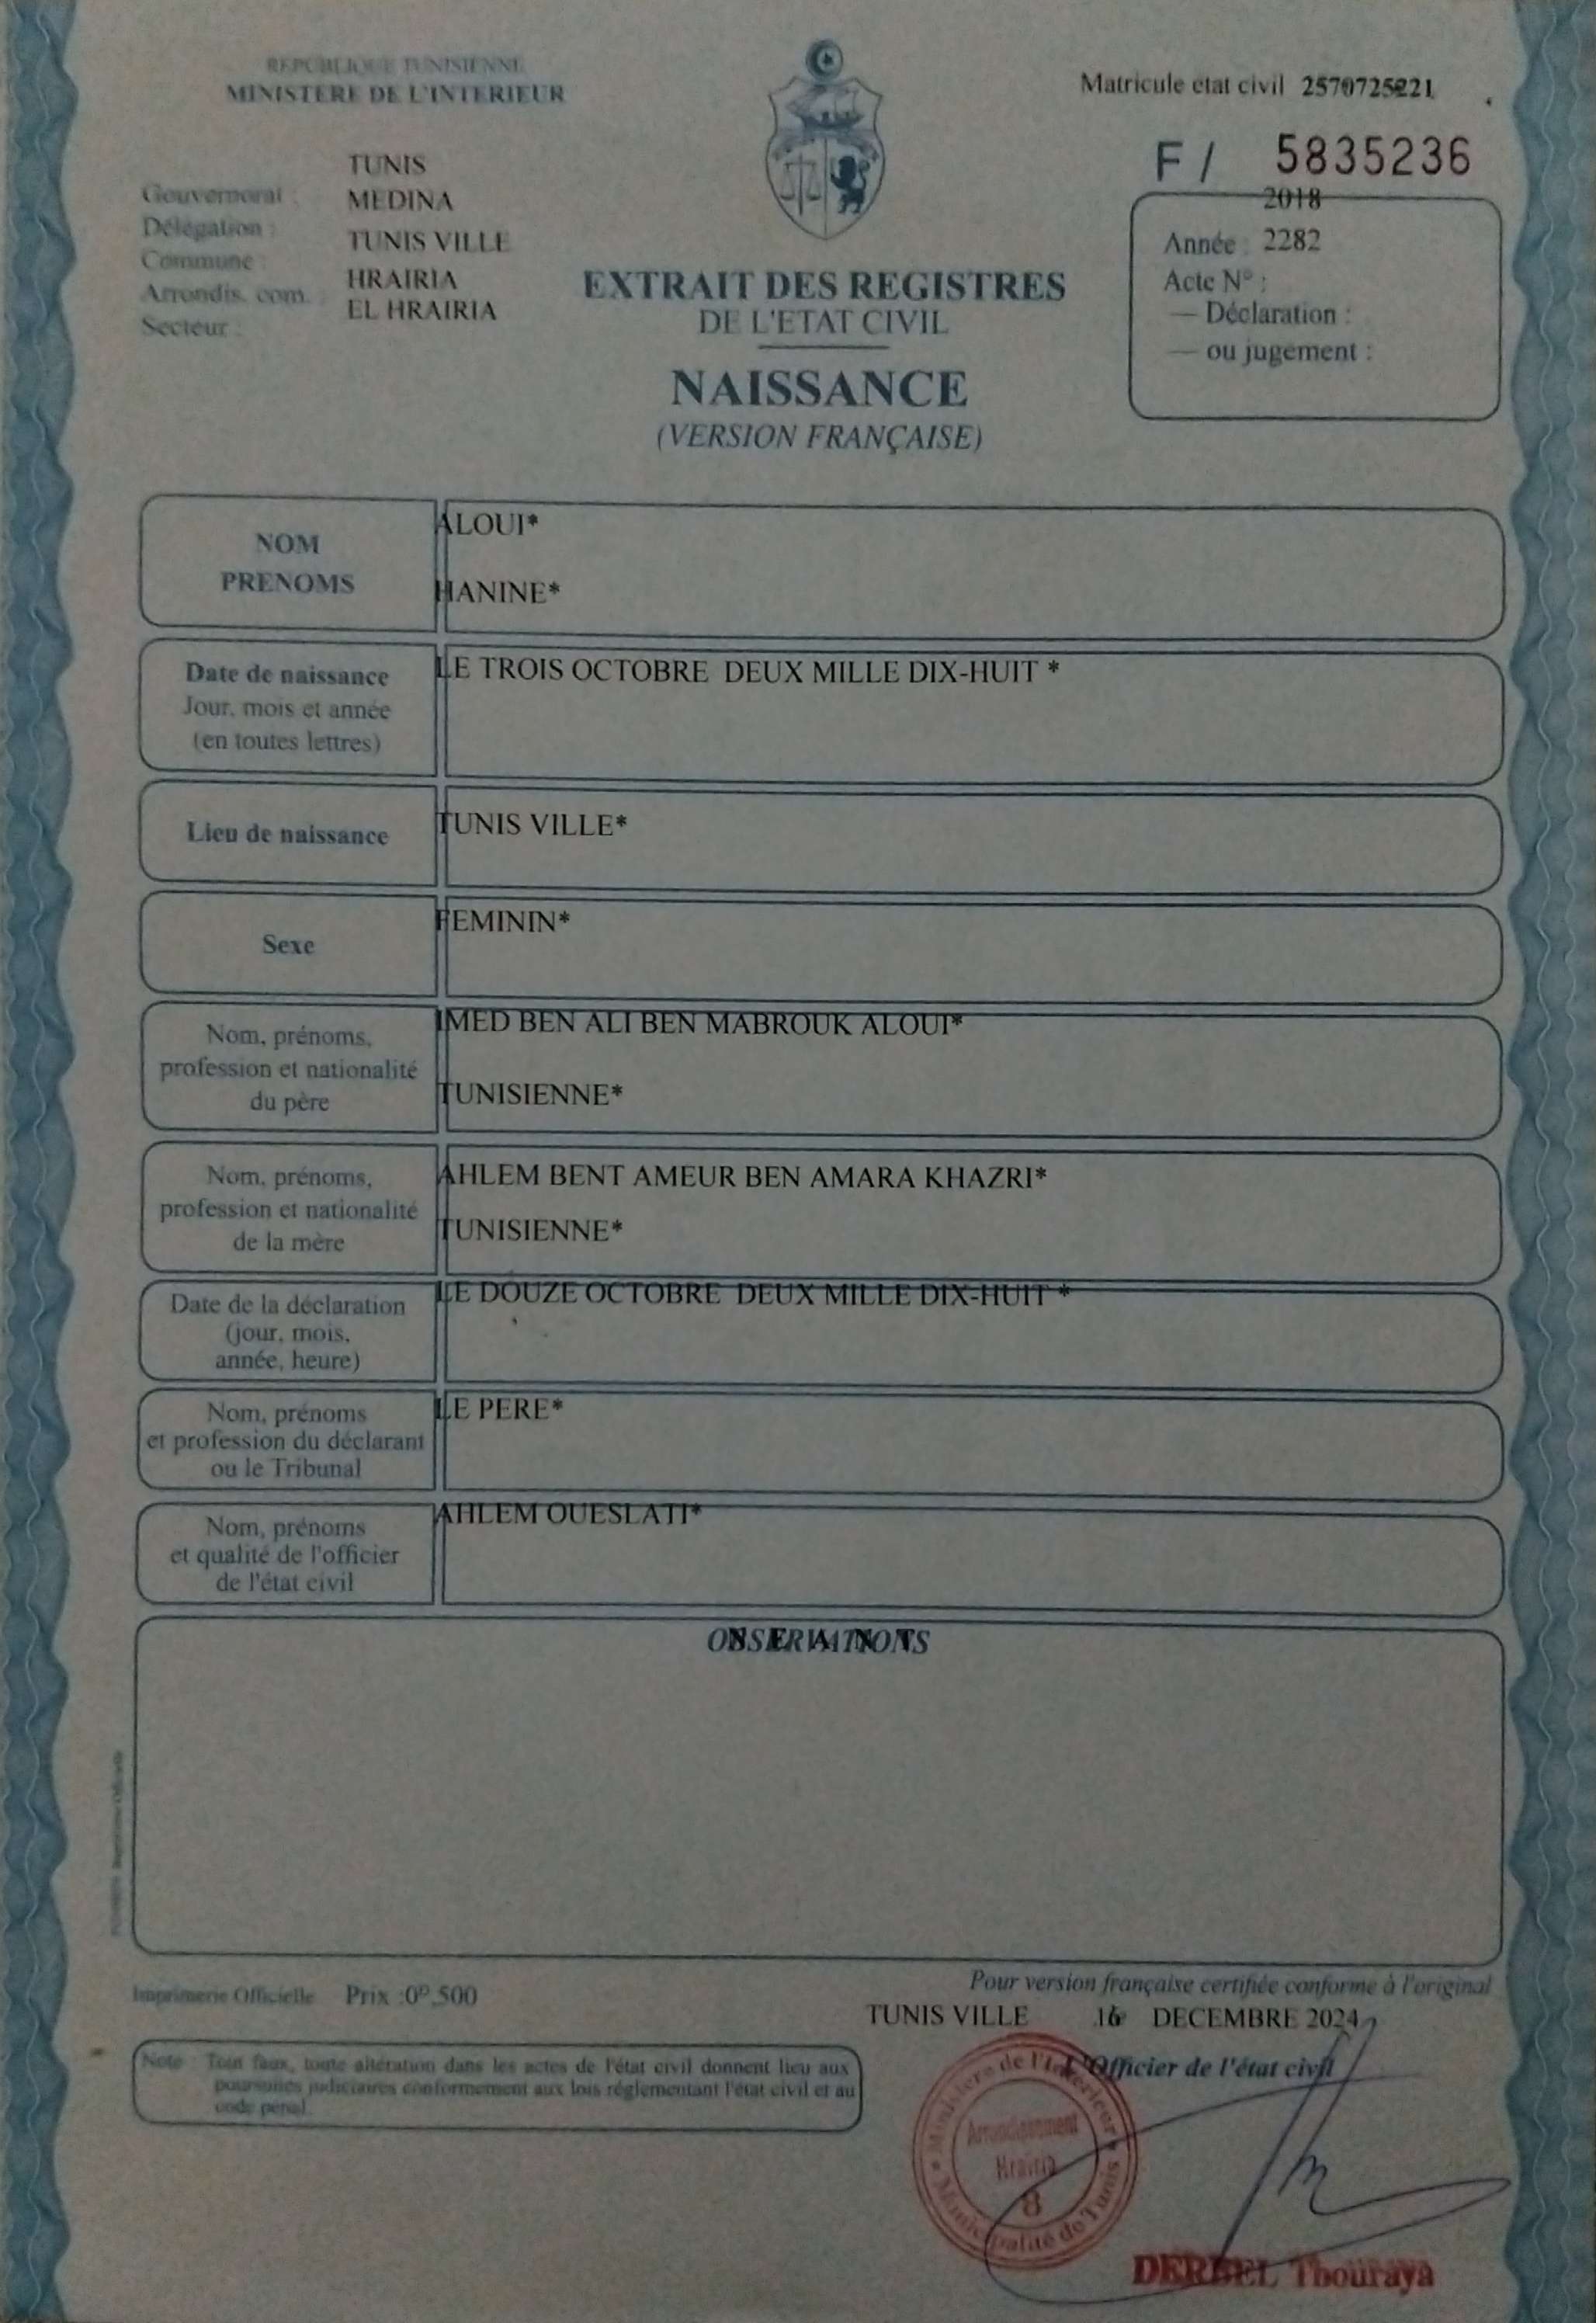 REPUBLIQUE TUNISIENNE
MINISTERE DE L'INTERIEUR
Matricule etat civil 2570725221
F / 5835236
TUNIS
Gouvernorat : MEDINA
Délégation : TUNIS VILLE
Commune : HRAIRIA
Arrondis. com. : EL HRAIRIA
Secteur :
2018
Année : 2282
Acte N° :
— Déclaration :
— ou jugement :
EXTRAIT DES REGISTRES
DE L'ETAT CIVIL
NAISSANCE
(VERSION FRANÇAISE)
NOM
PRENOMS
ALOUI*
HANINE*
Date de naissance
Jour, mois et année
(en toutes lettres)
LE TROIS OCTOBRE DEUX MILLE DIX-HUIT *
Lieu de naissance
TUNIS VILLE*
Sexe
FEMININ*
Nom, prénoms,
profession et nationalité
du père
IMED BEN ALI BEN MABROUK ALOUI*
TUNISIENNE*
Nom, prénoms,
profession et nationalité
de la mère
AHLEM BENT AMEUR BEN AMARA KHAZRI*
TUNISIENNE*
Date de la déclaration
(jour, mois,
année, heure)
LE DOUZE OCTOBRE DEUX MILLE DIX-HUIT *
Nom, prénoms
et profession du déclarant
ou le Tribunal
LE PERE*
Nom, prénoms
et qualité de l'officier
de l'état civil
AHLEM OUESLATI*
OBSERVATIONS
N E A N T
Imprimerie Officielle Prix :0ᴰ,500
Pour version française certifiée conforme à l'original
TUNIS VILLE 16 DECEMBRE 2024
L'Officier de l'état civil
Note : Tout faux, toute altération dans les actes de l'état civil donnent lieu aux
poursuites judiciaires conformement aux lois réglementant l'état civil et au
code pénal.
Ministère de l'Intérieur
Municipalité de Tunis
Arrondissement
Hraïria
8
DERBEL Thouraya